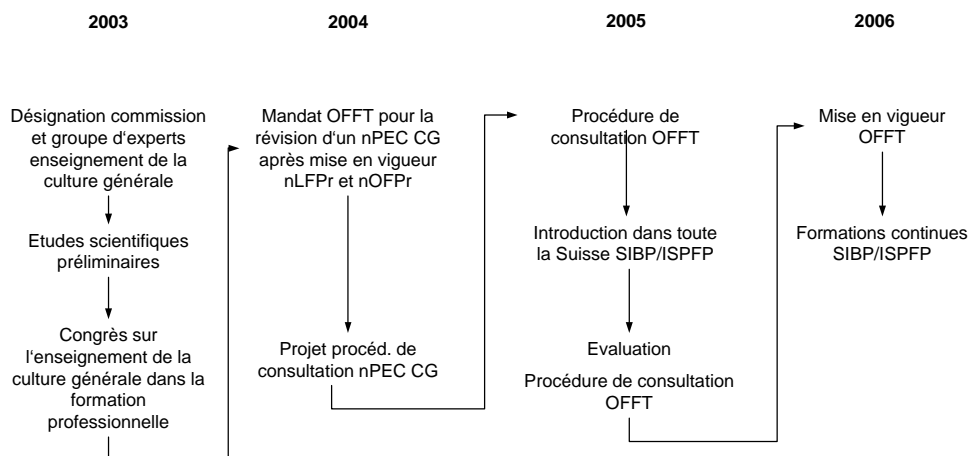 2003
2004
2005
2006
Désignation commission
et groupe d‘experts
enseignement de la
culture générale
Etudes scientifiques
préliminaires
Congrès sur
l‘enseignement de la
culture générale dans la
formation
professionnelle
Mandat OFFT pour la
révision d‘un nPEC CG
après mise en vigueur
nLFPr et nOFPr
Projet procéd. de
consultation nPEC CG
Procédure de
consultation OFFT
Introduction dans toute
la Suisse SIBP/ISPFP
Evaluation
Procédure de consultation
OFFT
Mise en vigueur
OFFT
Formations continues
SIBP/ISPFP